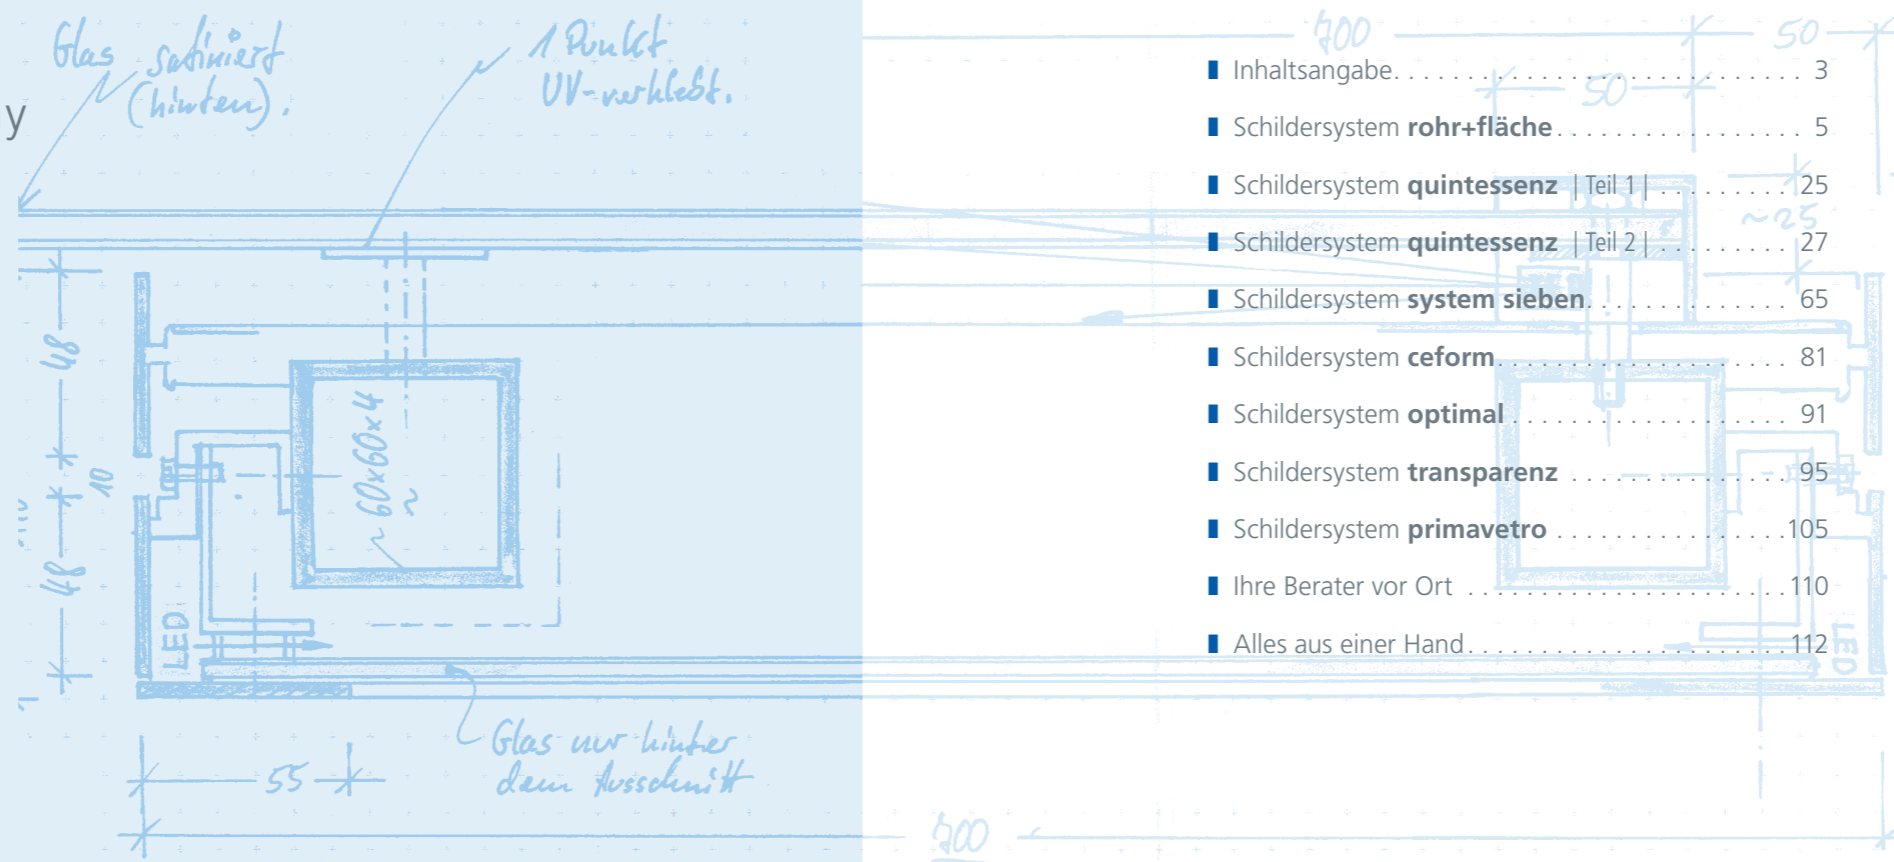 Glas satiniert
(hinten).
1 Punkt
UV-verklebt.
y
48
10
48
60x60x4
~
LED
Glas nur hinter
dem Ausschnitt
55
700
50
50
~25
LED
700
Inhaltsangabe. . . . . . . . . . . . . . . . . . . . . . . . . . . . 3
Schildersystem rohr+fläche . . . . . . . . . . . . . . . . . 5
Schildersystem quintessenz | Teil 1 | . . . . . . . . . . 25
Schildersystem quintessenz | Teil 2 | . . . . . . . . . . 27
Schildersystem system sieben. . . . . . . . . . . . . . 65
Schildersystem ceform. . . . . . . . . . . . . . . . . . . . 81
Schildersystem optimal . . . . . . . . . . . . . . . . . . . 91
Schildersystem transparenz . . . . . . . . . . . . . . . 95
Schildersystem primavetro . . . . . . . . . . . . . . . .105
Ihre Berater vor Ort . . . . . . . . . . . . . . . . . . . . . .110
Alles aus einer Hand. . . . . . . . . . . . . . . . . . . . . .112